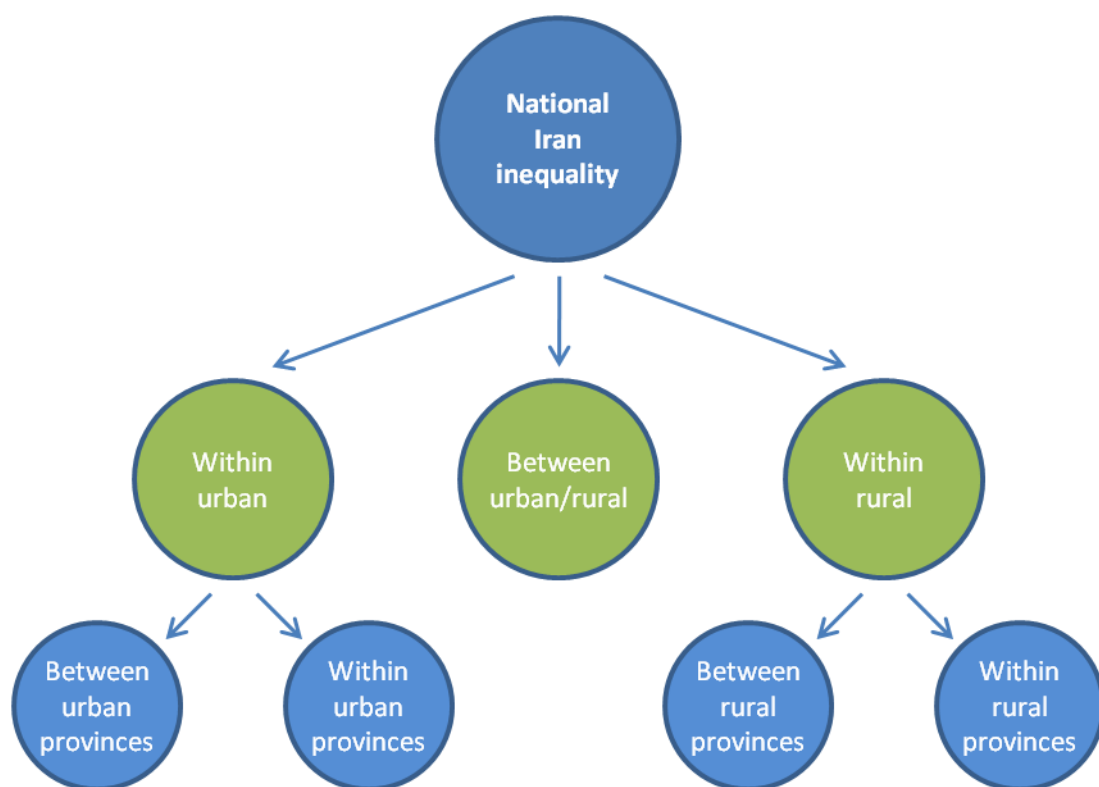 National
Iran
inequality
Within
urban
Between
urban/rural
Within
rural
Between
urban
provinces
Within
urban
provinces
Between
rural
provinces
Within
rural
provinces